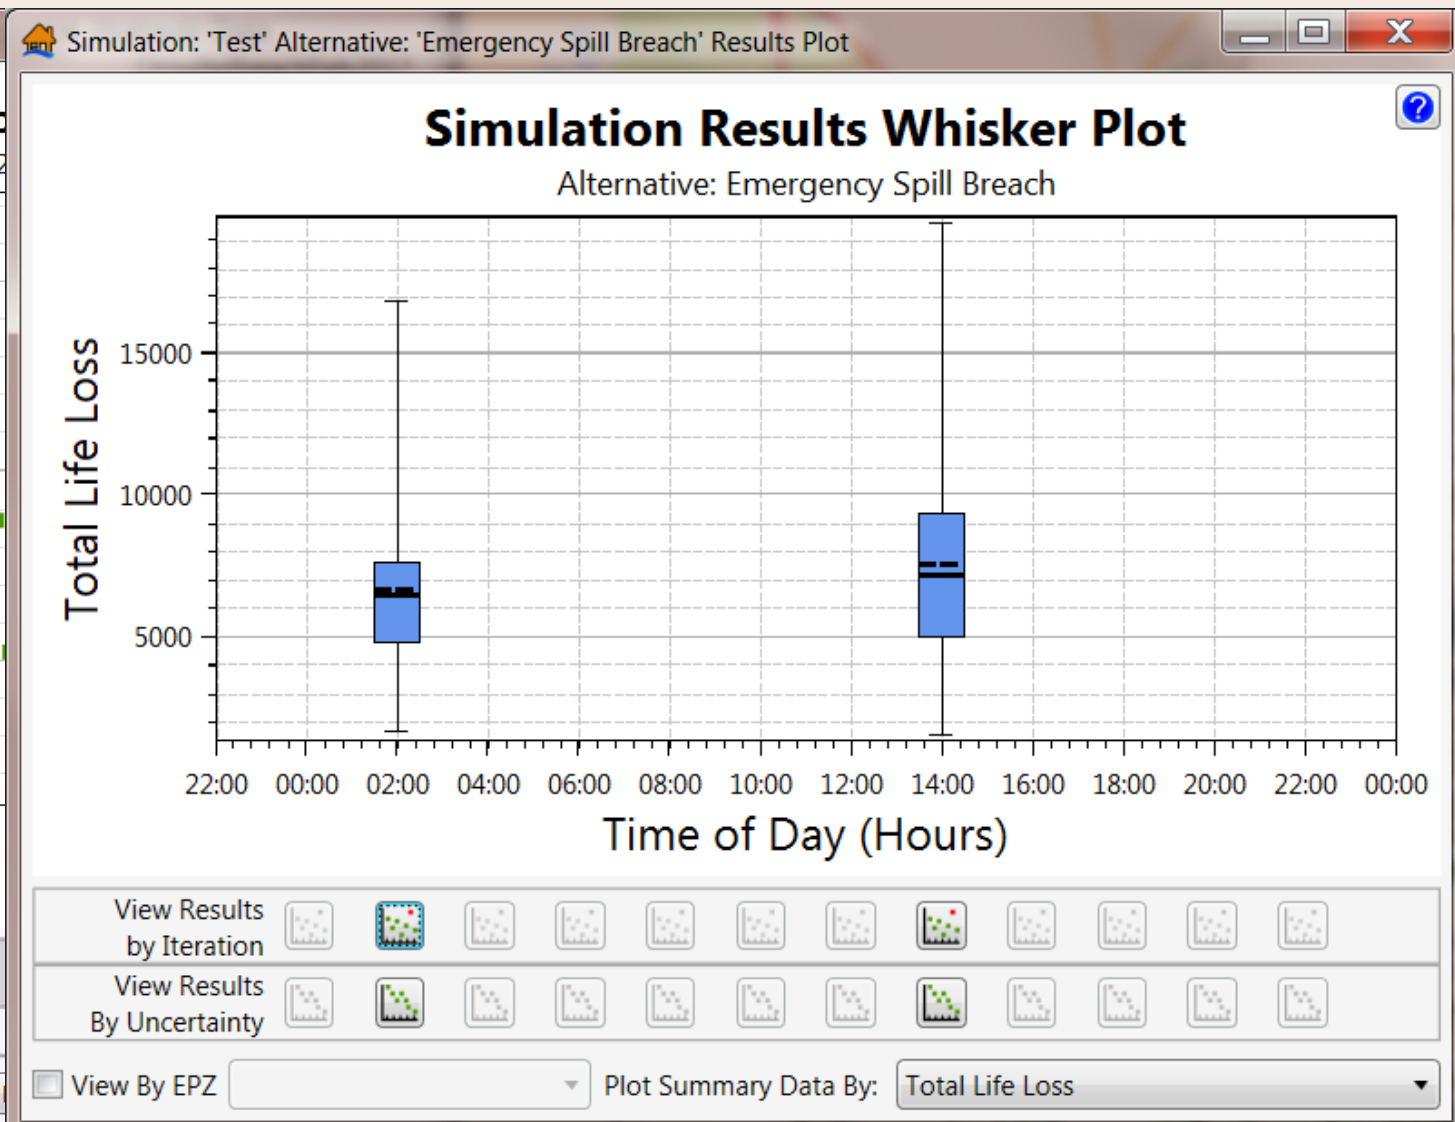 Simulation: 'Test' Alternative: 'Emergency Spill Breach' Results Plot
?
Simulation Results Whisker Plot
Alternative: Emergency Spill Breach
Total Life Loss
15000
10000
5000
22:00 00:00 02:00 04:00 06:00 08:00 10:00 12:00 14:00 16:00 18:00 20:00 22:00 00:00
Time of Day (Hours)
View Results
by Iteration
View Results
By Uncertainty
View By EPZ
Plot Summary Data By: Total Life Loss